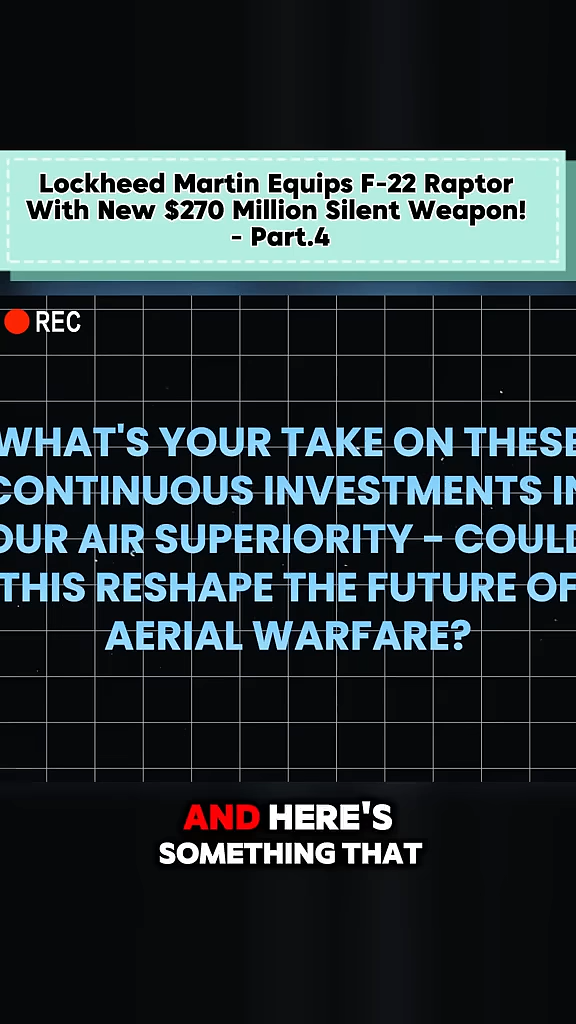 Lockheed Martin Equips F-22 Raptor
With New $270 Million Silent Weapon!
- Part.4
REC
WHAT'S YOUR TAKE ON THESE
CONTINUOUS INVESTMENTS IN
OUR AIR SUPERIORITY – COULD
THIS RESHAPE THE FUTURE OF
AERIAL WARFARE?
AND HERE'S
SOMETHING THAT